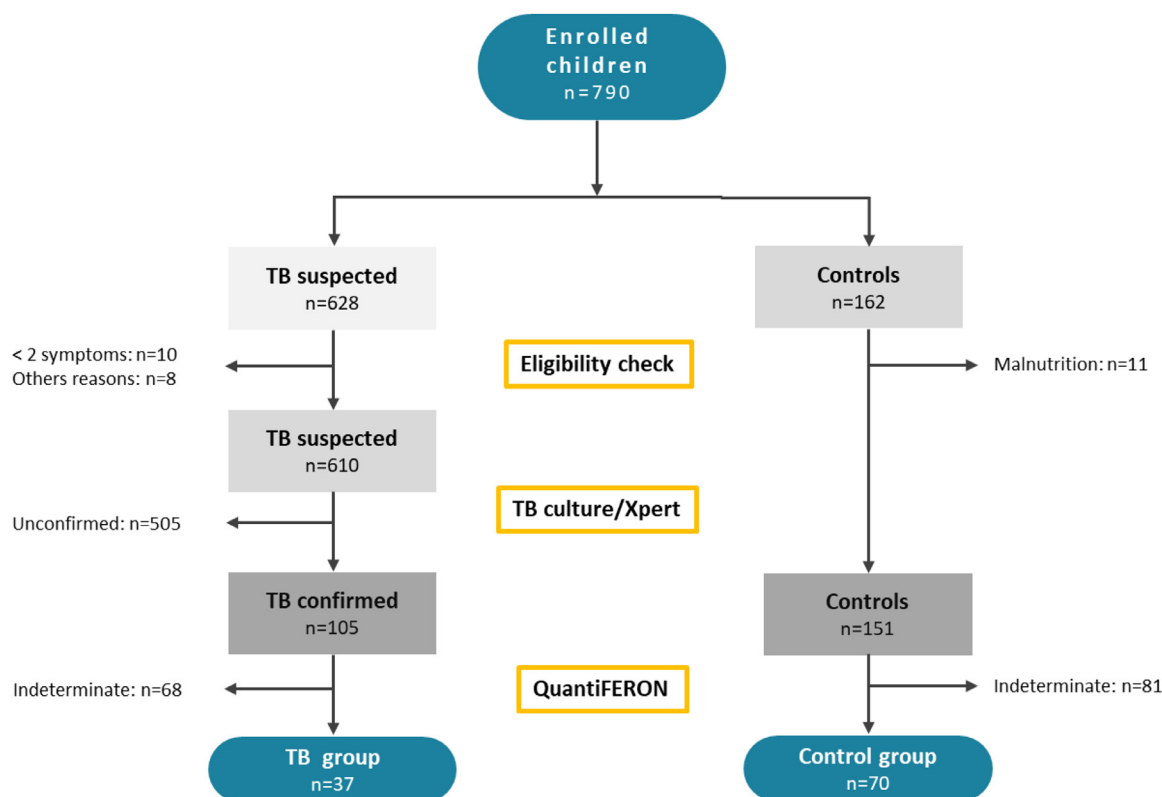 Enrolled
children
n=790
TB suspected
n=628
Controls
n=162
< 2 symptoms: n=10
Others reasons: n=8
Eligibility check
Malnutrition: n=11
TB suspected
n=610
Unconfirmed: n=505
TB culture/Xpert
TB confirmed
n=105
Controls
n=151
Indeterminate: n=68
QuantiFERON
Indeterminate: n=81
TB group
n=37
Control group
n=70